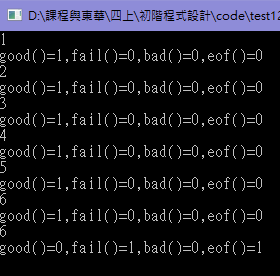 D:\課程與東華\四上\初階程式設計\code\test12
1
good()=1,fail()=0,bad()=0,eof()=0
2
good()=1,fail()=0,bad()=0,eof()=0
3
good()=1,fail()=0,bad()=0,eof()=0
4
good()=1,fail()=0,bad()=0,eof()=0
5
good()=1,fail()=0,bad()=0,eof()=0
6
good()=1,fail()=0,bad()=0,eof()=0
6
good()=0,fail()=1,bad()=0,eof()=1